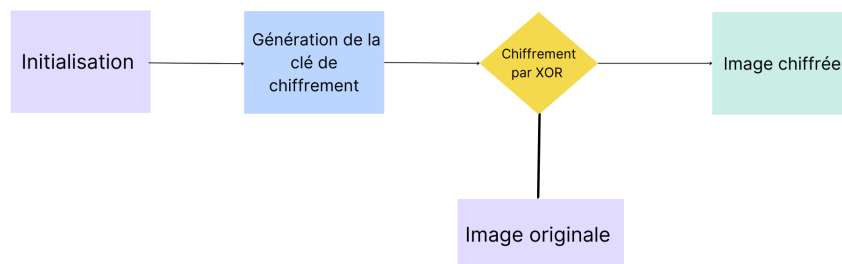 Initialisation
Génération de la
clé de
chiffrement
Chiffrement
par XOR
Image chiffrée
Image originale